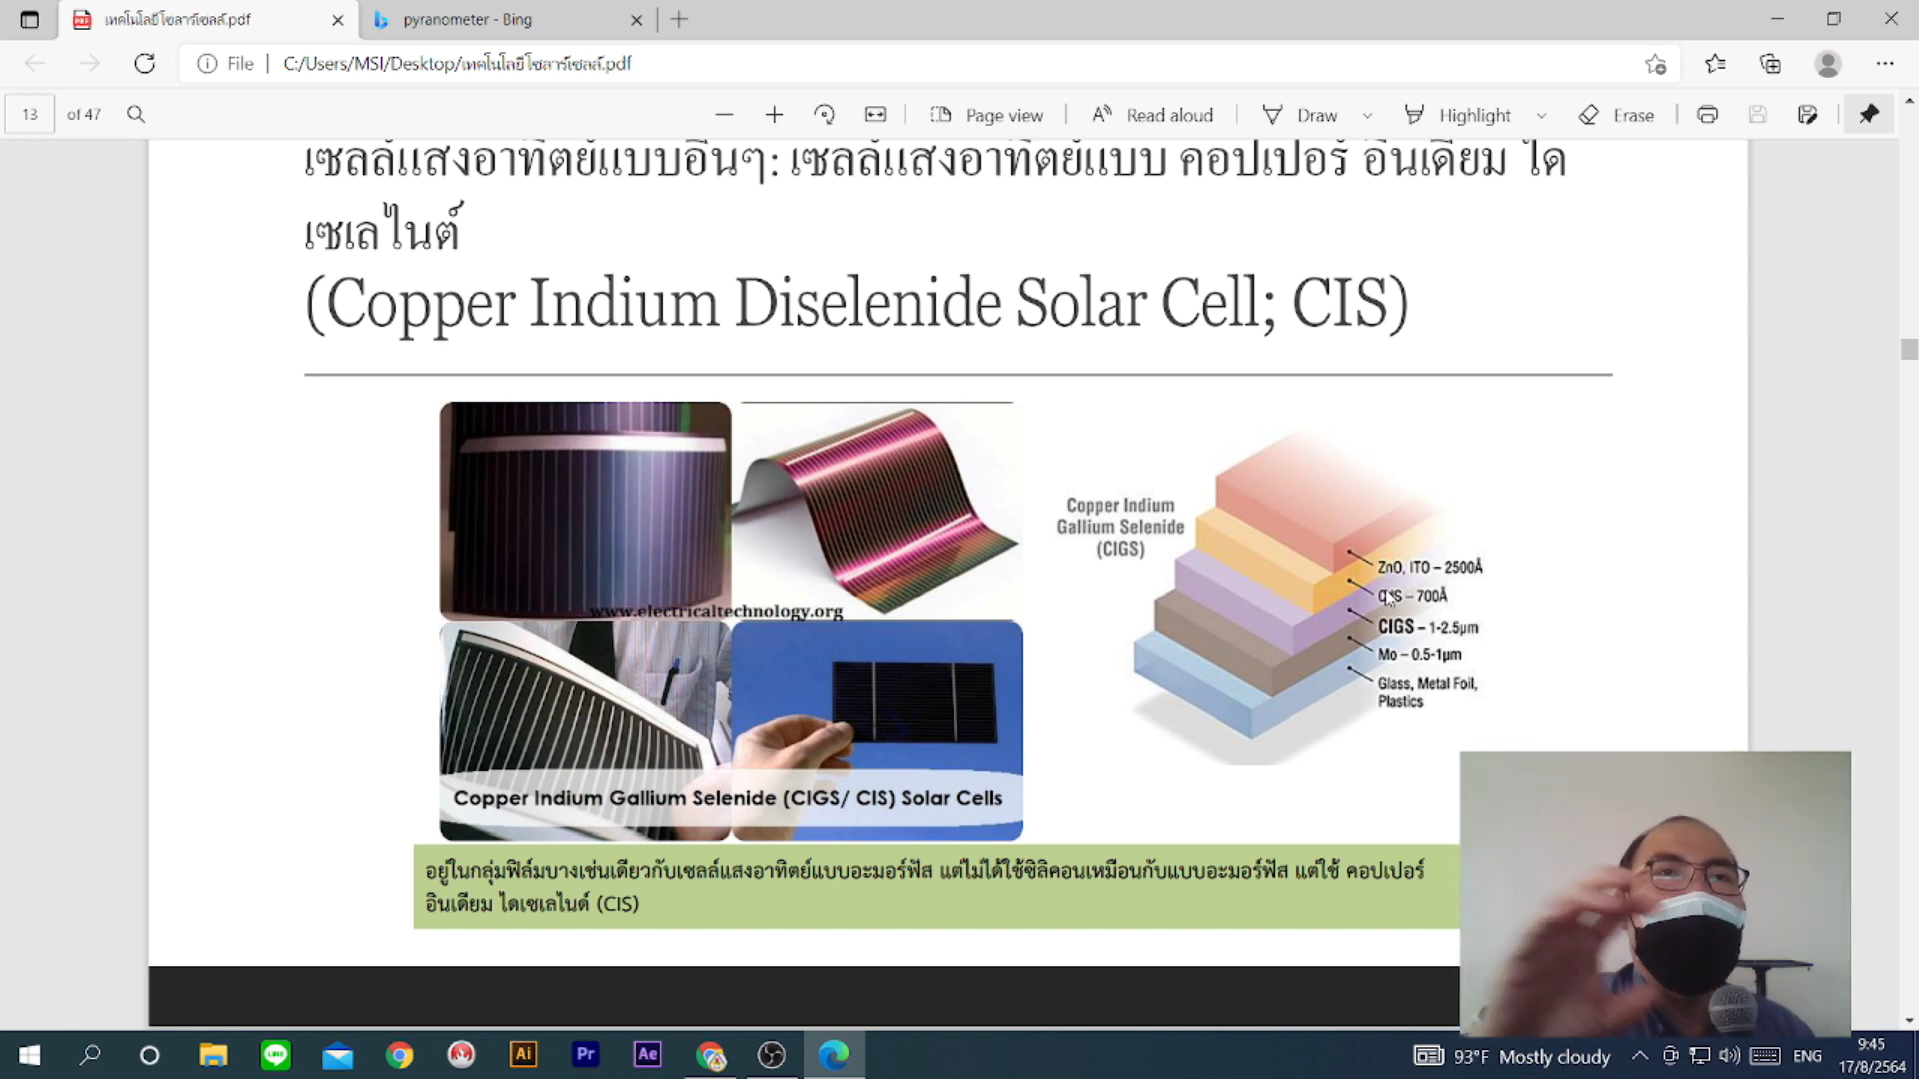 เทคโนโลยีโซลาร์เซลล์.pdf
pyranometer - Bing
File
C:/Users/MSI/Desktop/เทคโนโลยีโซลาร์เซลล์.pdf
13 of 47
Page view
Read aloud
Draw
Highlight
Erase
เซลล์แสงอาทิตย์แบบอื่นๆ: เซลล์แสงอาทิตย์แบบ คอปเปอร์ อินเดียม ได
เซเลไนต์
(Copper Indium Diselenide Solar Cell; CIS)
www.electricaltechnology.org
Copper Indium Gallium Selenide (CIGS/ CIS) Solar Cells
Copper Indium
Gallium Selenide
(CIGS)
ZnO, ITO – 2500Å
– 700Å
CIGS – 1-2.5µm
Mo – 0.5-1µm
Glass, Metal Foil,
Plastics
อยู่ในกลุ่มฟิล์มบางเช่นเดียวกับเซลล์แสงอาทิตย์แบบอะมอร์ฟัส แต่ไม่ได้ใช้ซิลิคอนเหมือนกับแบบอะมอร์ฟัส แต่ใช้ คอปเปอร์
อินเดียม ไดเซเลไนด์ (CIS)
LINE
Ai
Pr
Ae
93°F Mostly cloudy
ENG
9:45
17/8/2564